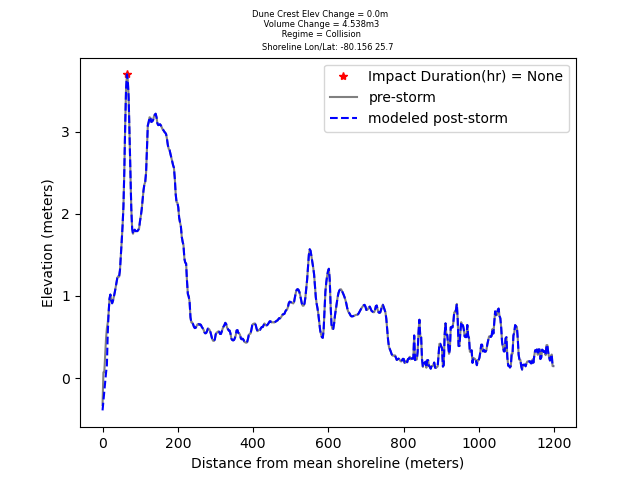 Dune Crest Elev Change = 0.0m
Volume Change = 4.538m3
Regime = Collision
Shoreline Lon/Lat: -80.156 25.7
Impact Duration(hr) = None
pre-storm
modeled post-storm
Elevation (meters)
3
2
1
0
0 200 400 600 800 1000 1200
Distance from mean shoreline (meters)